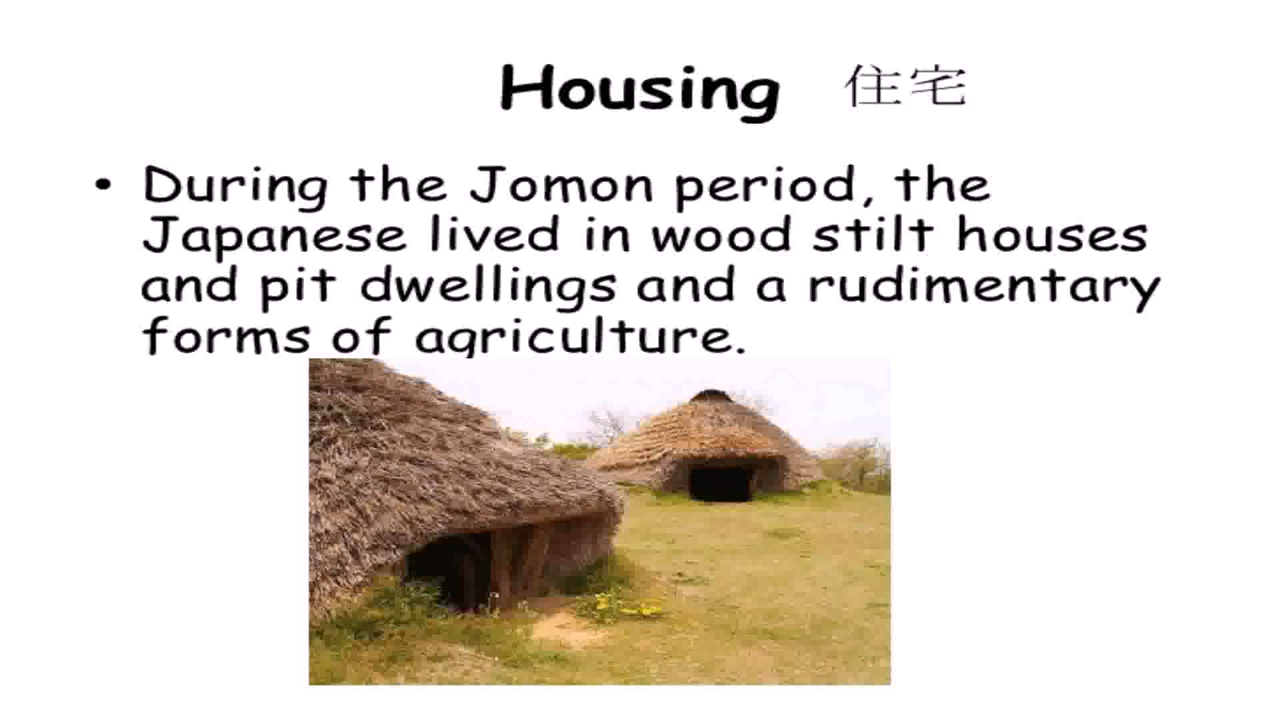 Housing 住宅
• During the Jomon period, the
Japanese lived in wood stilt houses
and pit dwellings and a rudimentary
forms of agriculture.